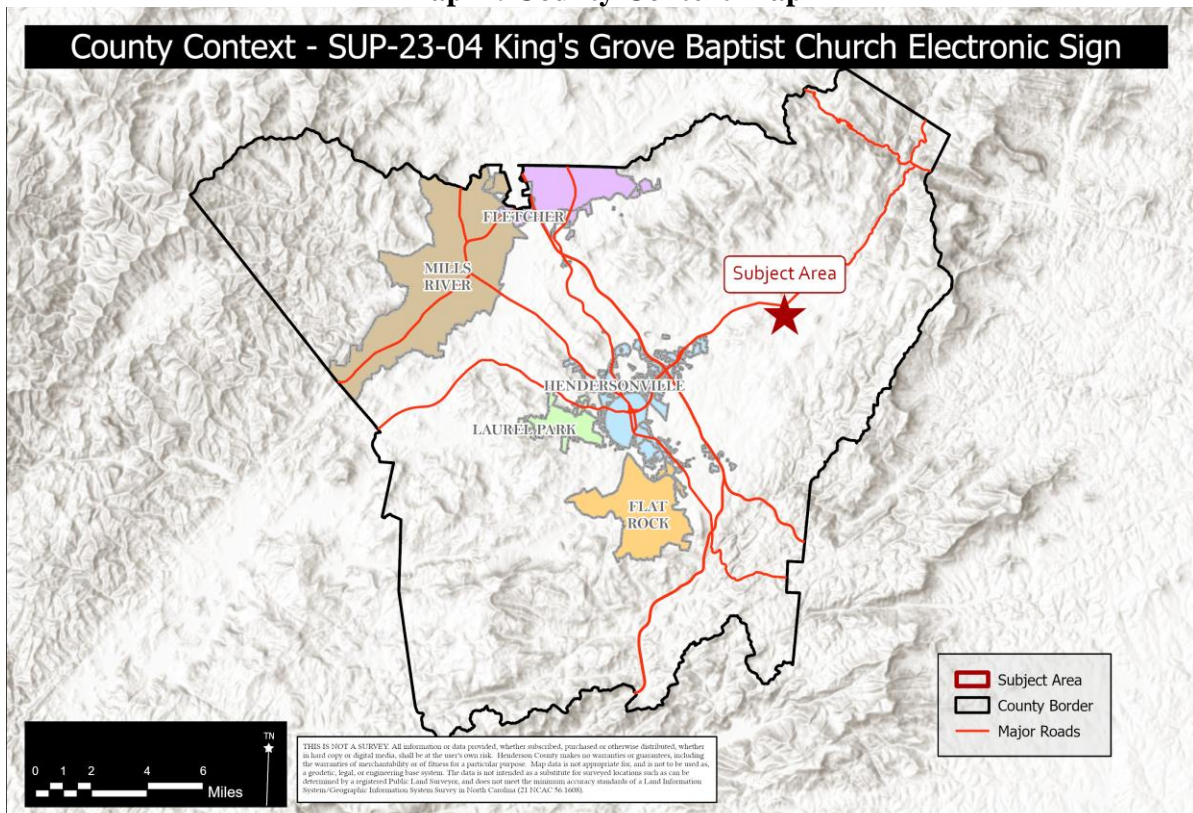 County Context - SUP-23-04 King's Grove Baptist Church Electronic Sign
FLETCHER
MILLS
RIVER
Subject Area
HENDERSONVILLE
LAUREL PARK
FLAT
ROCK
Subject Area
County Border
Major Roads
TN
0 1 2 4 6
Miles
THIS IS NOT A SURVEY. All information or data provided, whether subscribed, purchased or otherwise distributed, whether
in hard copy or digital media, shall be at the user's own risk. Henderson County makes no warranties or guarantees, including
the warranties of merchantability or of fitness for a particular purpose. Map data is not appropriate for, and is not to be used as,
a geodetic, legal, or engineering base system. The data is not intended as a substitute for surveyed locations such as can be
determined by a registered Public Land Surveyor, and does not meet the minimum accuracy standards of a Land Information
System/Geographic Information System Survey in North Carolina (21 NCAC 56.1608).